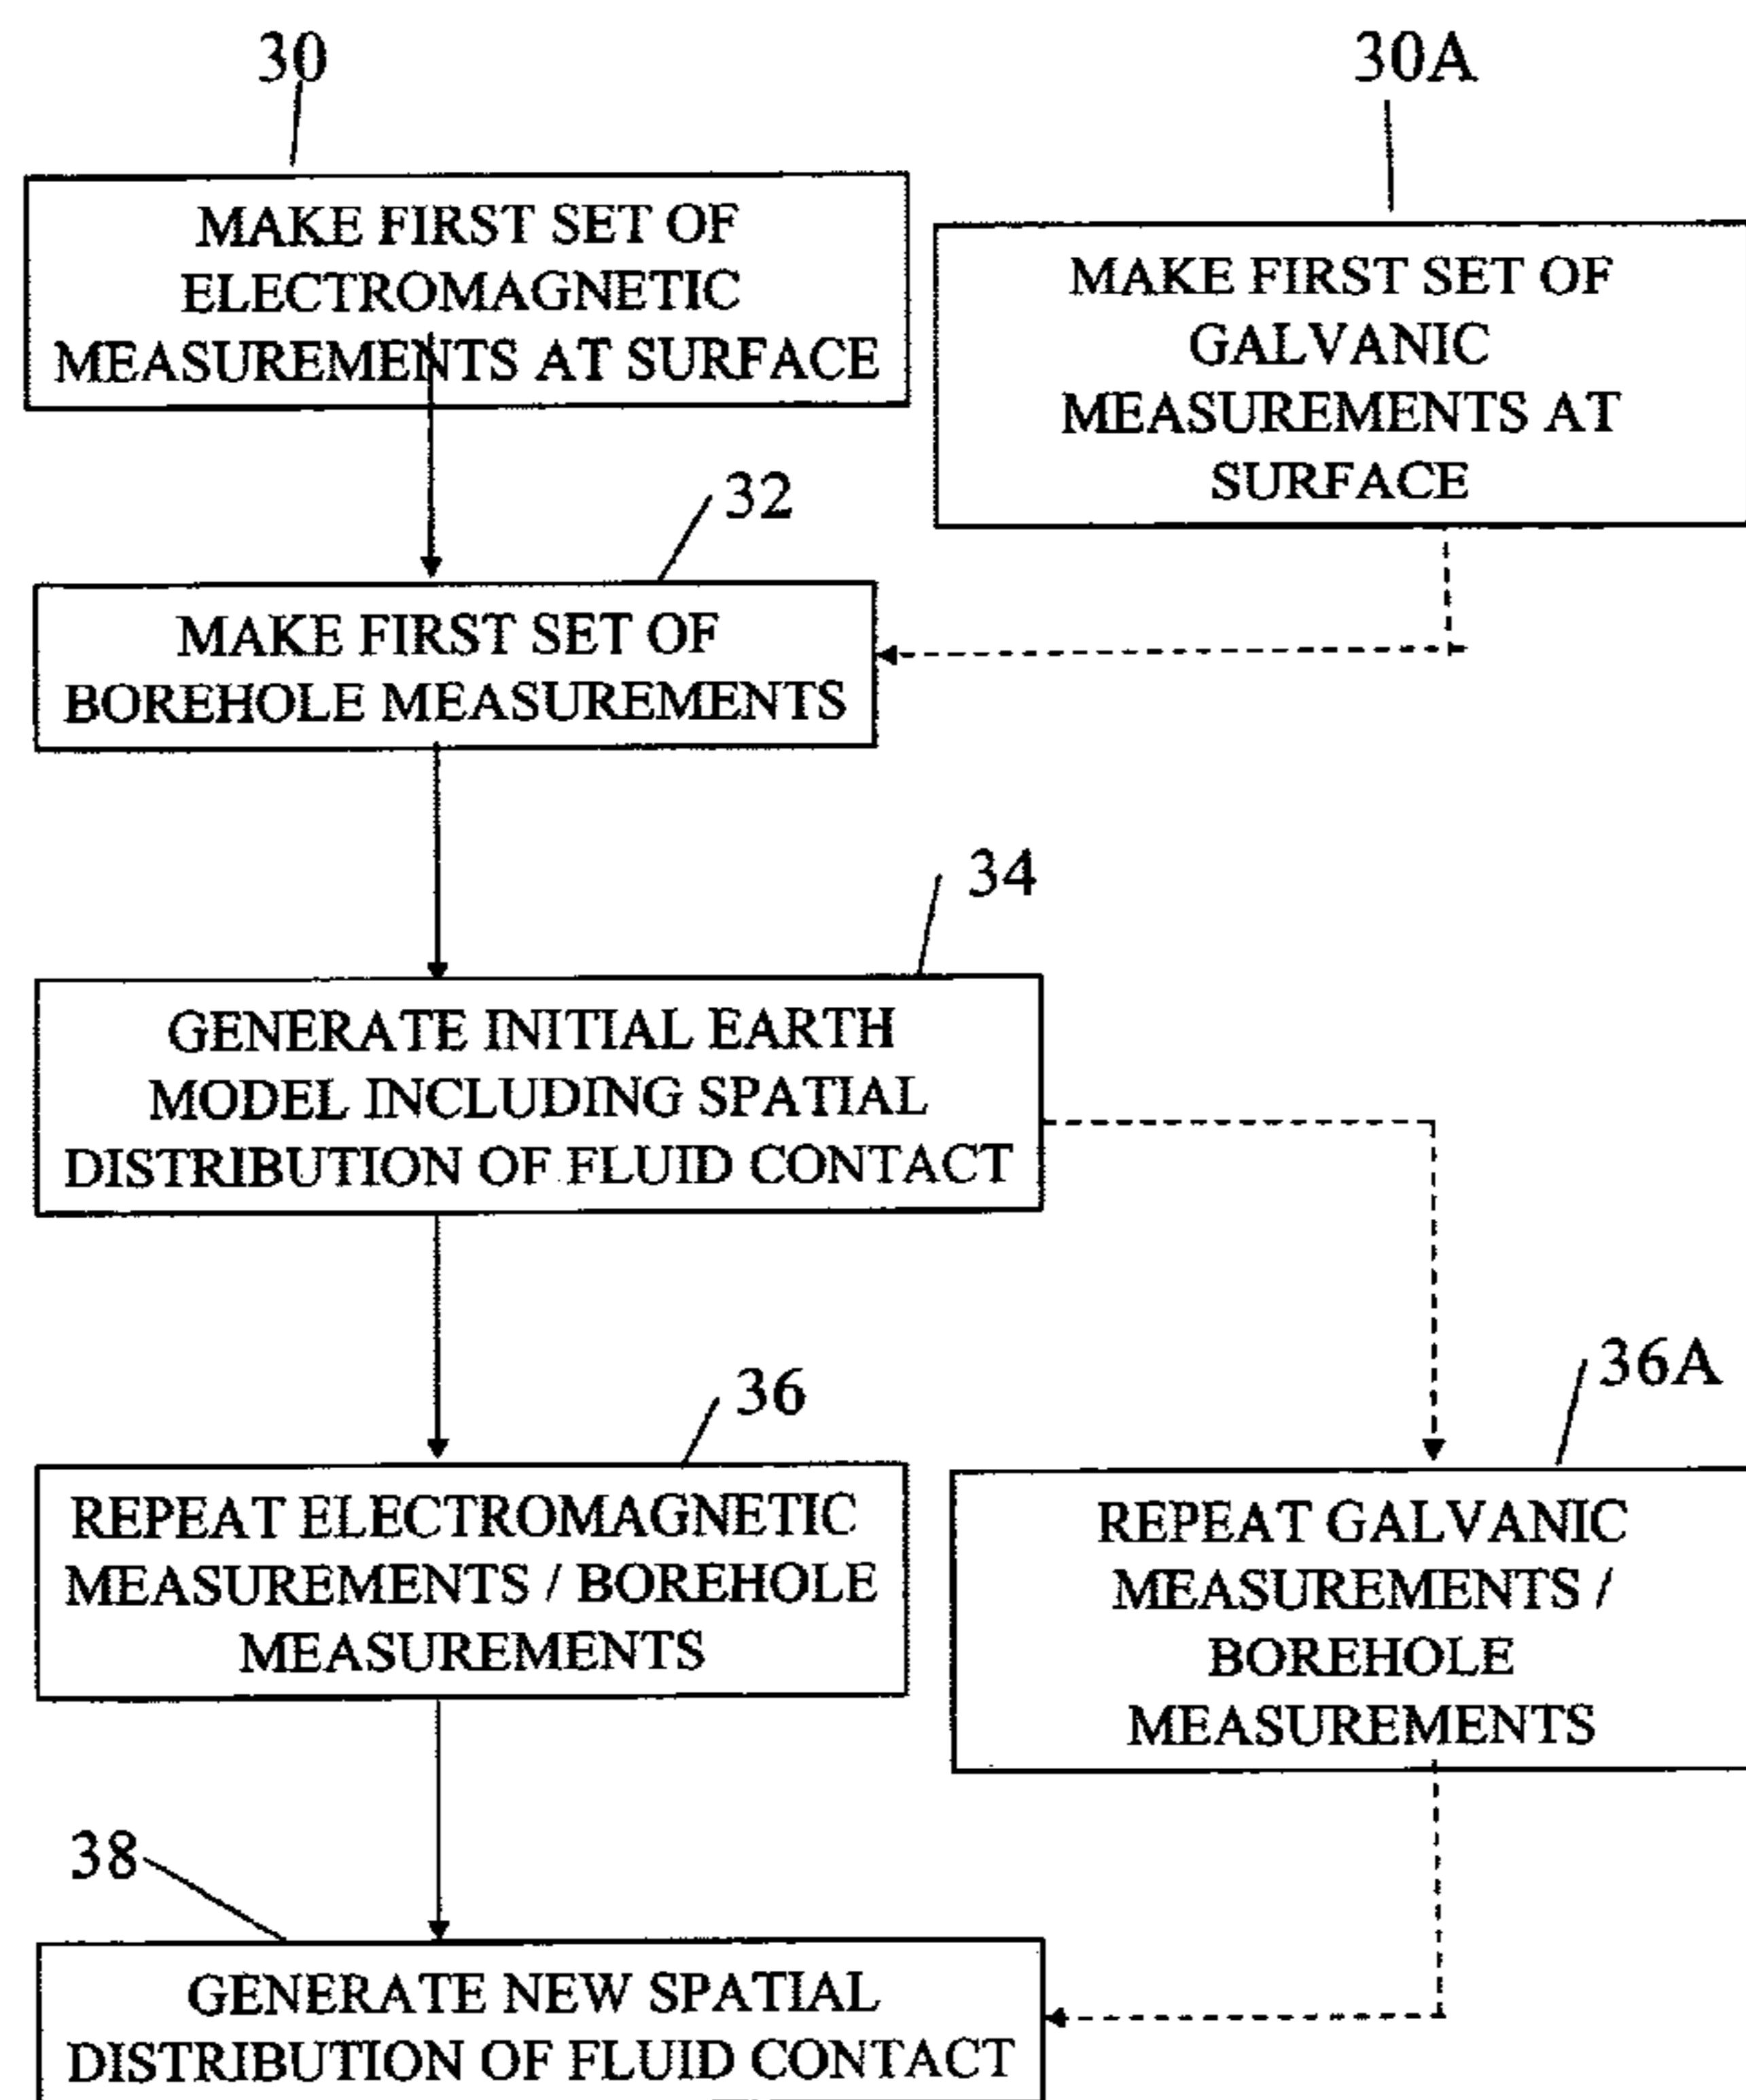 30
30A
MAKE FIRST SET OF
ELECTROMAGNETIC
MEASUREMENTS AT SURFACE
MAKE FIRST SET OF
GALVANIC
MEASUREMENTS AT
SURFACE
32
MAKE FIRST SET OF
BOREHOLE MEASUREMENTS
34
GENERATE INITIAL EARTH
MODEL INCLUDING SPATIAL
DISTRIBUTION OF FLUID CONTACT
36
36A
REPEAT ELECTROMAGNETIC
MEASUREMENTS / BOREHOLE
MEASUREMENTS
REPEAT GALVANIC
MEASUREMENTS /
BOREHOLE
MEASUREMENTS
38
GENERATE NEW SPATIAL
DISTRIBUTION OF FLUID CONTACT